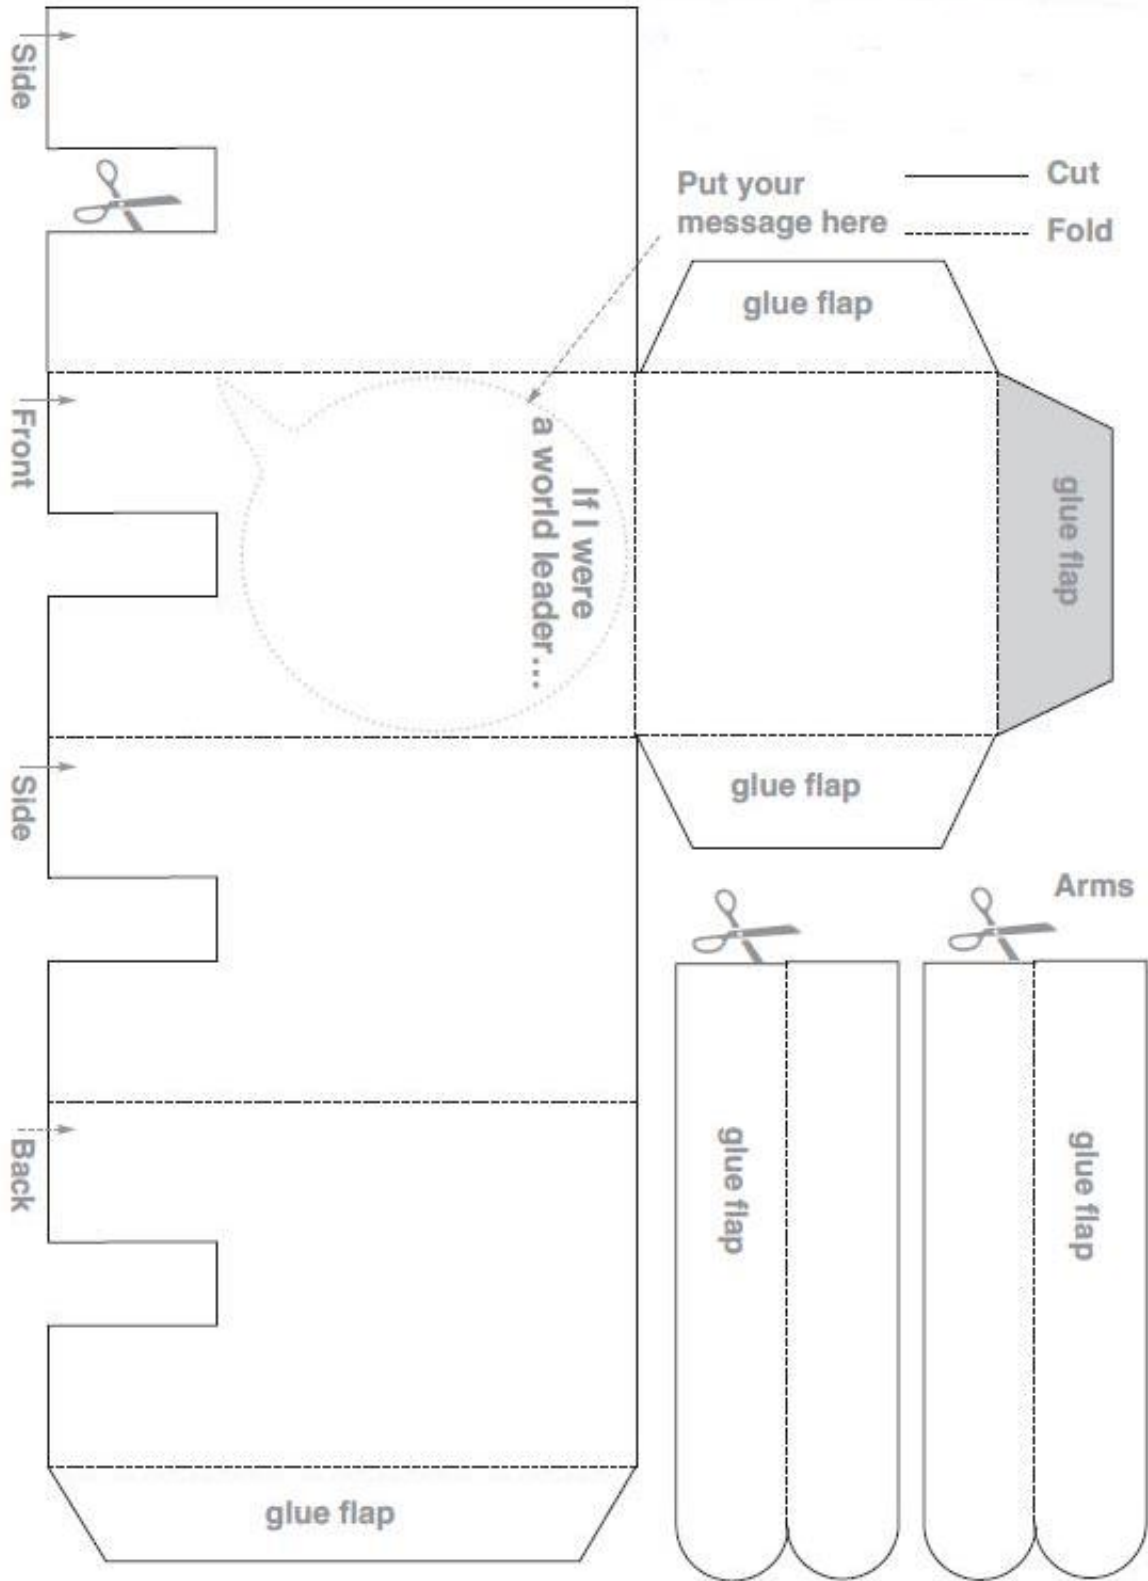 Side
Put your
message here
Cut
Fold
glue flap
Front
If I were
a world leader...
glue flap
Side
glue flap
Arms
Back
glue flap
glue flap
glue flap